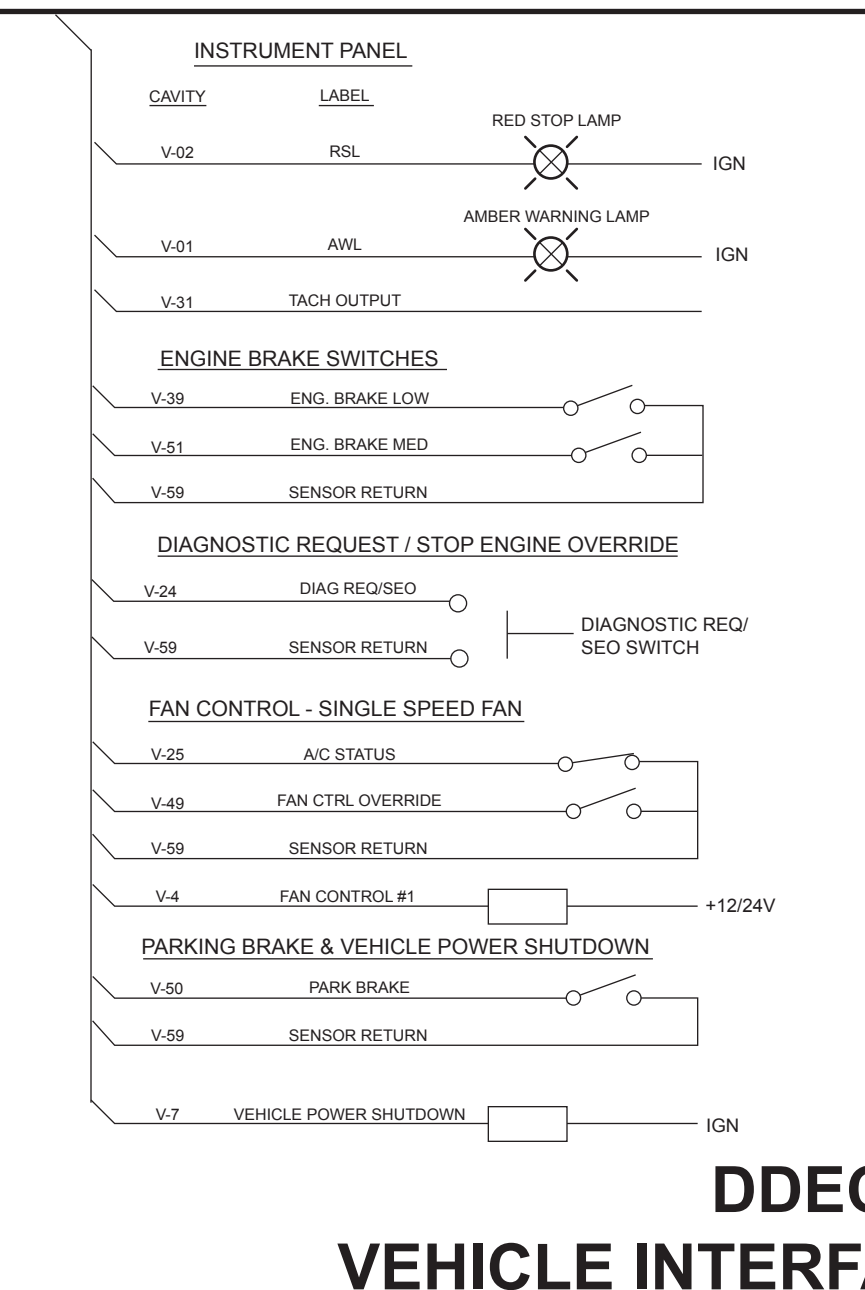 INSTRUMENT PANEL
CAVITY LABEL
RED STOP LAMP
V-02 RSL IGN
AMBER WARNING LAMP
V-01 AWL IGN
V-31 TACH OUTPUT
ENGINE BRAKE SWITCHES
V-39 ENG. BRAKE LOW
V-51 ENG. BRAKE MED
V-59 SENSOR RETURN
DIAGNOSTIC REQUEST / STOP ENGINE OVERRIDE
V-24 DIAG REQ/SEO
DIAGNOSTIC REQ/
SEO SWITCH
V-59 SENSOR RETURN
FAN CONTROL - SINGLE SPEED FAN
V-25 A/C STATUS
V-49 FAN CTRL OVERRIDE
V-59 SENSOR RETURN
V-4 FAN CONTROL #1 +12/24V
PARKING BRAKE & VEHICLE POWER SHUTDOWN
V-50 PARK BRAKE
V-59 SENSOR RETURN
V-7 VEHICLE POWER SHUTDOWN IGN
DDEC
VEHICLE INTERFA